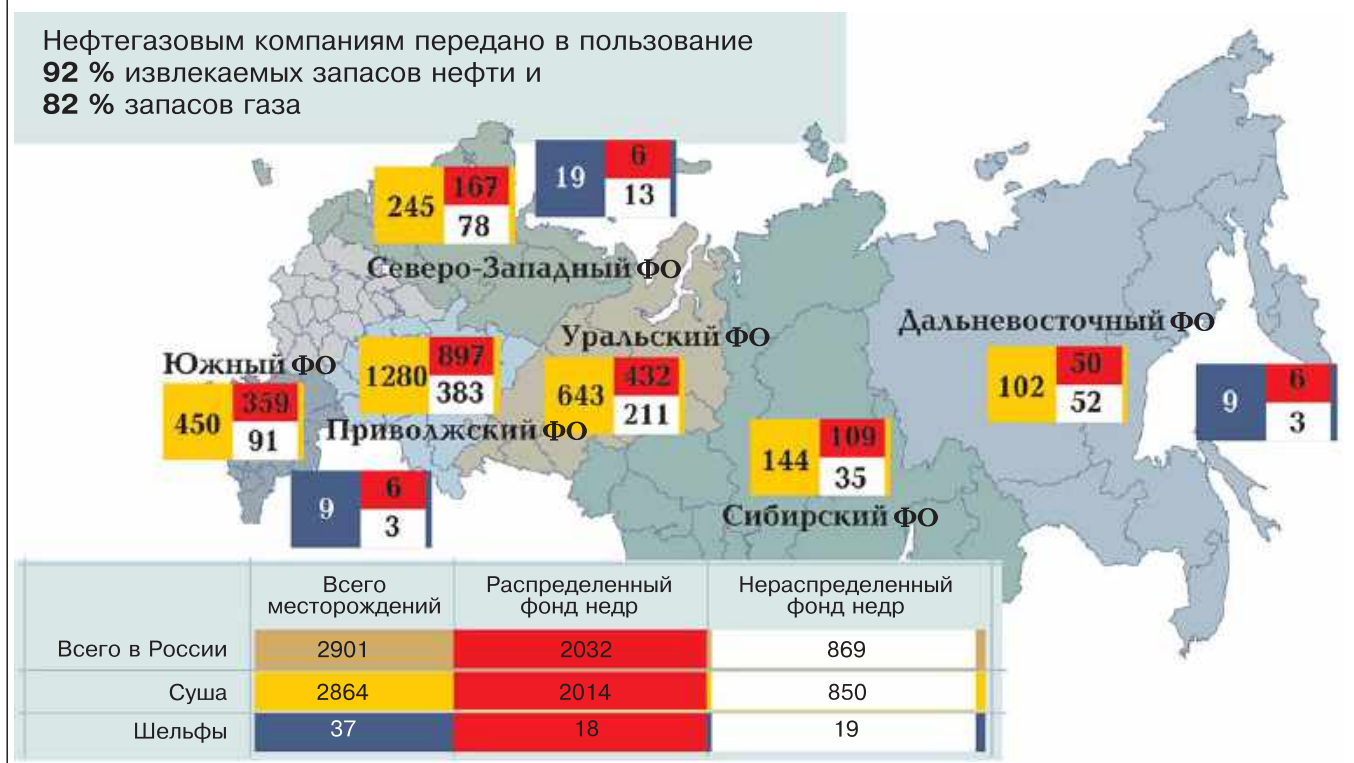 Нефтегазовым компаниям передано в пользование
92 % извлекаемых запасов нефти и
82 % запасов газа
19
6
13
245
167
78
Северо-Западный ФО
Уральский ФО
643
432
211
Дальневосточный ФО
102
50
52
9
6
3
Южный ФО
450
359
91
1280
897
383
Приволжский ФО
144
109
35
Сибирский ФО
9
6
3
Всего месторождений
Распределенный фонд недр
Нераспределенный фонд недр
Всего в России 2901 2032 869
Суша 2864 2014 850
Шельфы 37 18 19